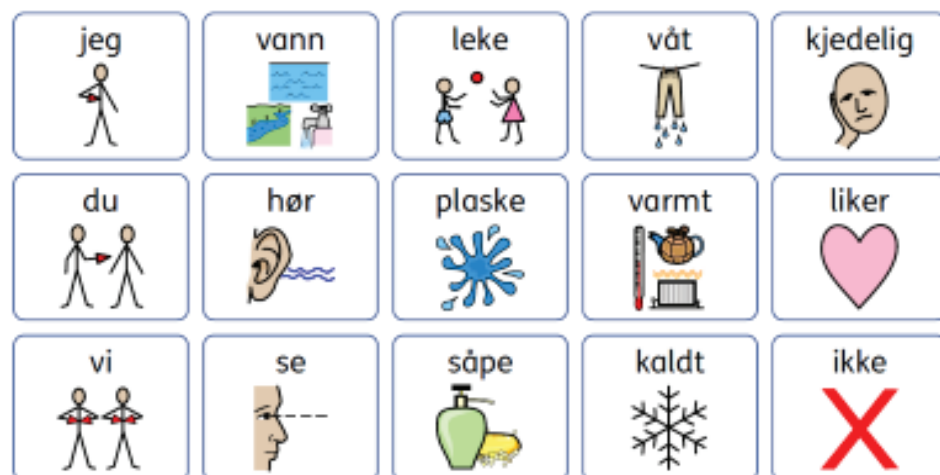 jeg vann leke våt kjedelig
du hør plaske varmt liker
vi se såpe kaldt ikke